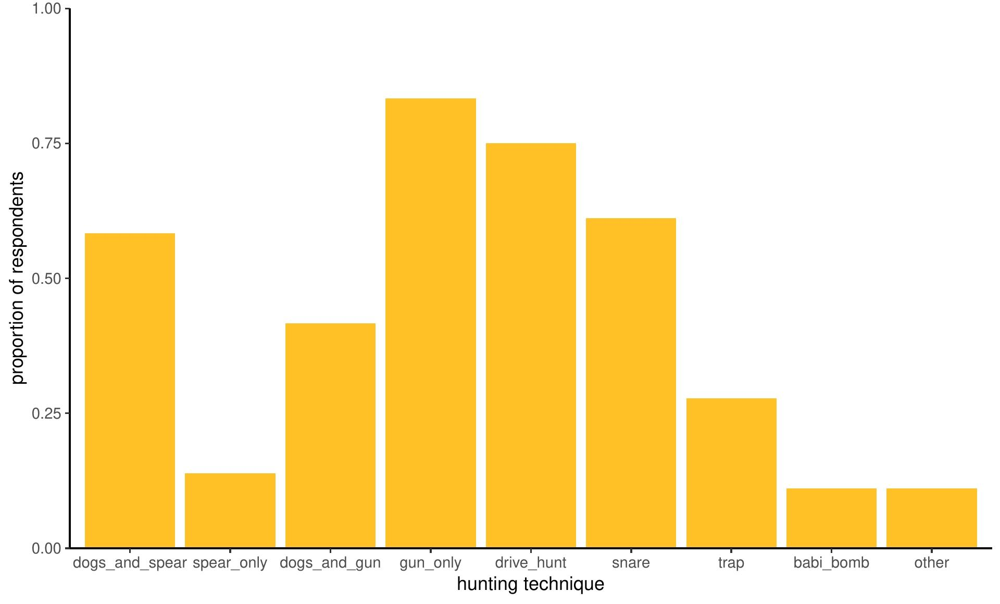 1.00
0.75
0.50
0.25
0.00
proportion of respondents
dogs_and_spear spear_only dogs_and_gun gun_only drive_hunt snare trap babi_bomb other
hunting technique